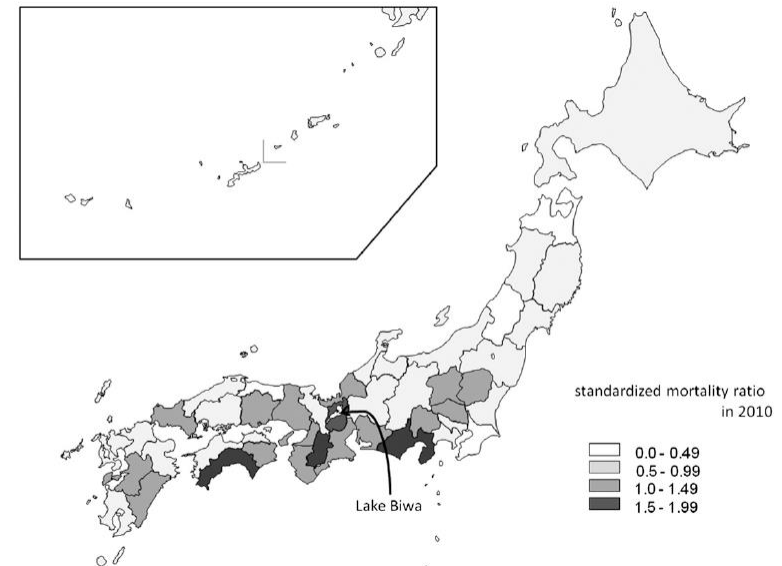 standardized mortality ratio
in 2010
0.0 - 0.49
0.5 - 0.99
1.0 - 1.49
1.5 - 1.99
Lake Biwa